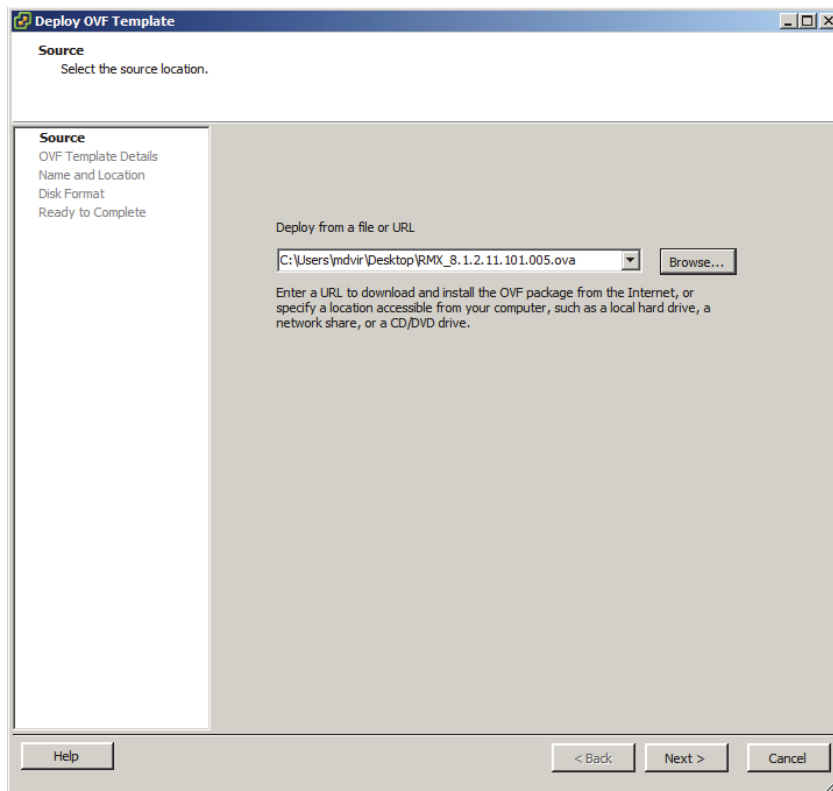 Deploy OVF Template
Source
Select the source location.
Source
OVF Template Details
Name and Location
Disk Format
Ready to Complete
Deploy from a file or URL
C:\Users\mdvir\Desktop\RMX_8.1.2.11.101.005.ova
Browse...
Enter a URL to download and install the OVF package from the Internet, or
specify a location accessible from your computer, such as a local hard drive, a
network share, or a CD/DVD drive.
Help
< Back
Next >
Cancel